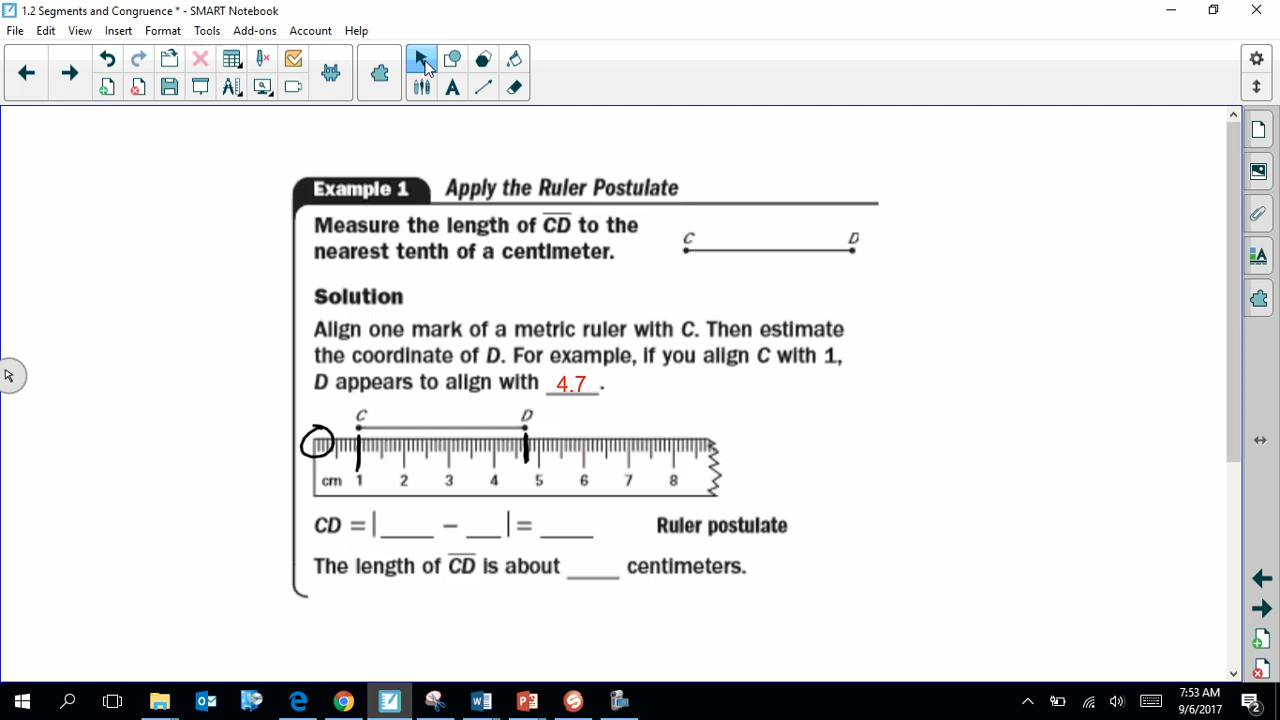 1.2 Segments and Congruence * - SMART Notebook
File Edit View Insert Format Tools Add-ons Account Help
Example 1 Apply the Ruler Postulate
Measure the length of CD to the
nearest tenth of a centimeter.
C D
Solution
Align one mark of a metric ruler with C. Then estimate
the coordinate of D. For example, if you align C with 1,
D appears to align with 4.7.
C D
cm 1 2 3 4 5 6 7 8
CD = |____ - ___| = ____ Ruler postulate
The length of CD is about ____ centimeters.
7:53 AM
9/6/2017
2